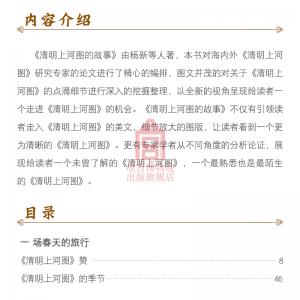 内容介绍
《清明上河图的故事》由杨新等人著，本书对海内外《清明上河
图》研究专家的论文进行了精心的编排，图文并茂的对关于《清明上
河图》的点滴细节进行深入的挖掘整理，以全新的视角呈现给读者一
个走进《清明上河图》的机会。《清明上河图的故事》不仅有引领读
者走入《清明上河图》的美文，细节放大的图版，让读者看到一个更
为清晰的《清明上河图》。更有专家学者从不同角度的分析论证，展
现给读者一个未曾了解的《清明上河图》，一个最熟悉也是最陌生
的《清明上河图》。
故宫博物院
出版旗舰店
目录
一 场春天的旅行
《清明上河图》赞 8
《清明上河图》的季节 46